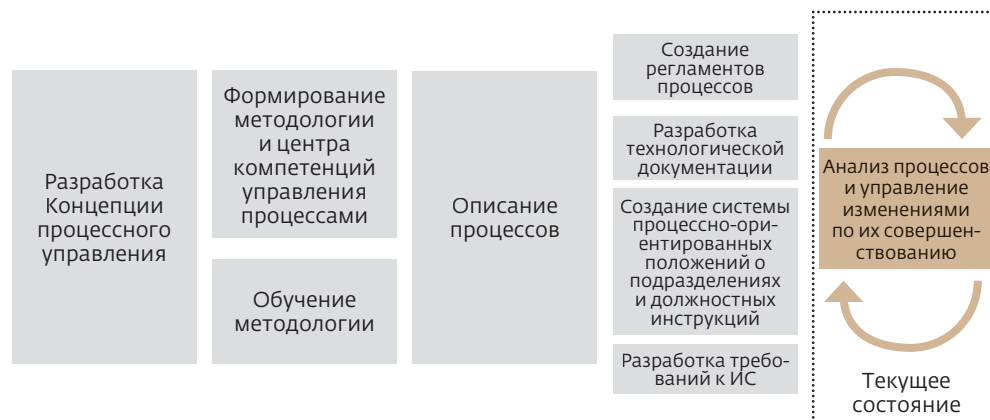 Разработка
Концепции
процессного
управления
Формирование
методологии
и центра
компетенций
управления
процессами
Обучение
методологии
Описание
процессов
Создание
регламентов
процессов
Разработка
технологической
документации
Создание системы
процессно-ори-
ентированных
положений о
подразделениях
и должностных
инструкций
Разработка требо-
ваний к ИС
Анализ процессов
и управление
изменениями
по их совершен-
ствованию
Текущее
состояние